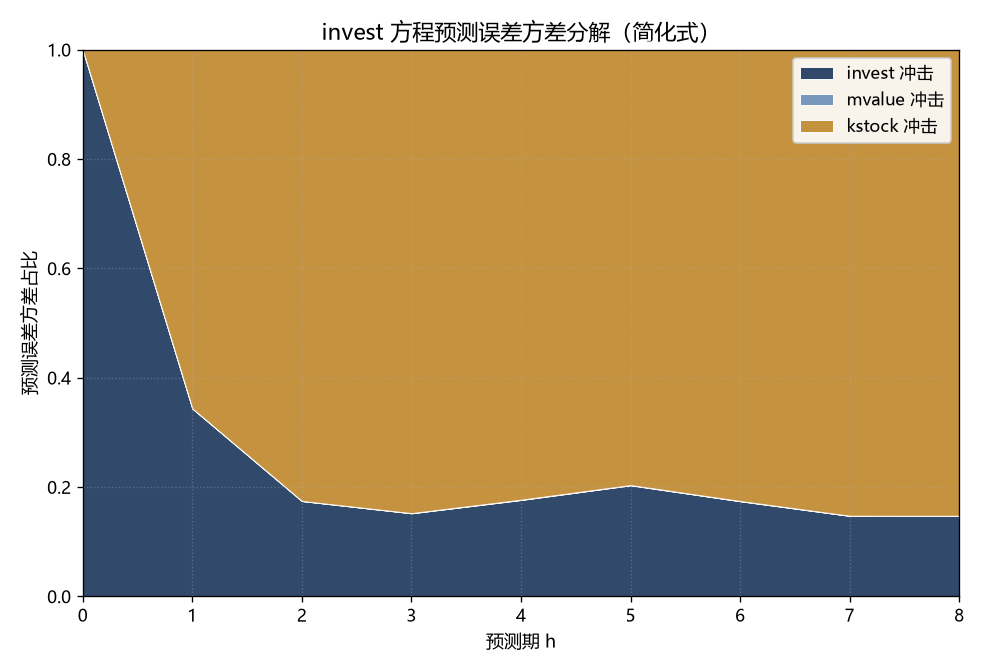 invest 方程预测误差方差分解（简化式）
1.0
0.8
0.6
0.4
0.2
0.0
预测误差方差占比
invest 冲击
mvalue 冲击
kstock 冲击
0 1 2 3 4 5 6 7 8
预测期 h